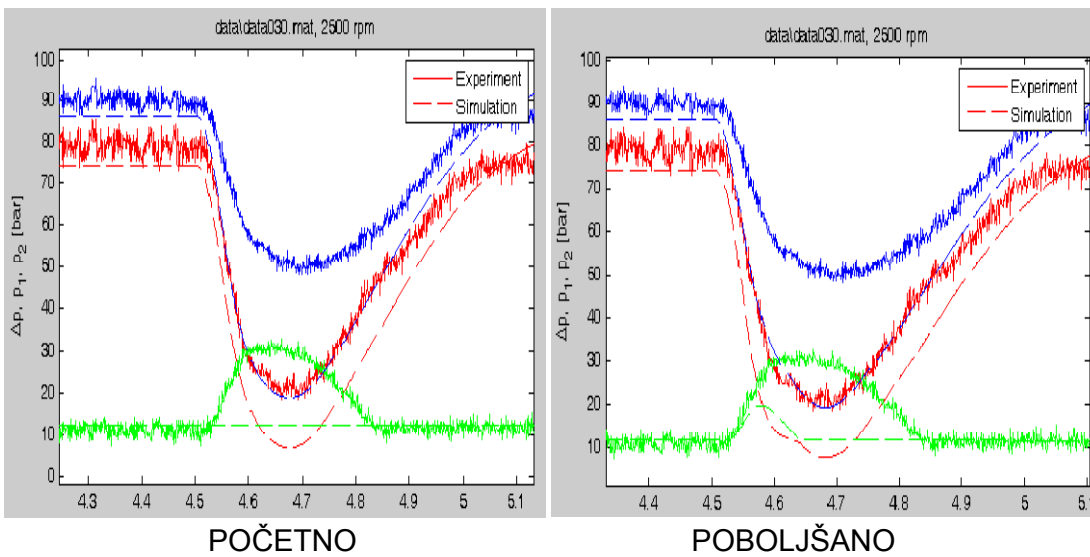 data\data030.mat, 2500 rpm
Δp, p₁, p₂ [bar]
100
90
80
70
60
50
40
30
20
10
0
4.3 4.4 4.5 4.6 4.7 4.8 4.9 5 5.1
Experiment
Simulation
POČETNO
data\data030.mat, 2500 rpm
Δp, p₁, p₂ [bar]
100
90
80
70
60
50
40
30
20
10
4.4 4.5 4.6 4.7 4.8 4.9 5 5.1
Experiment
Simulation
POBOLJŠANO